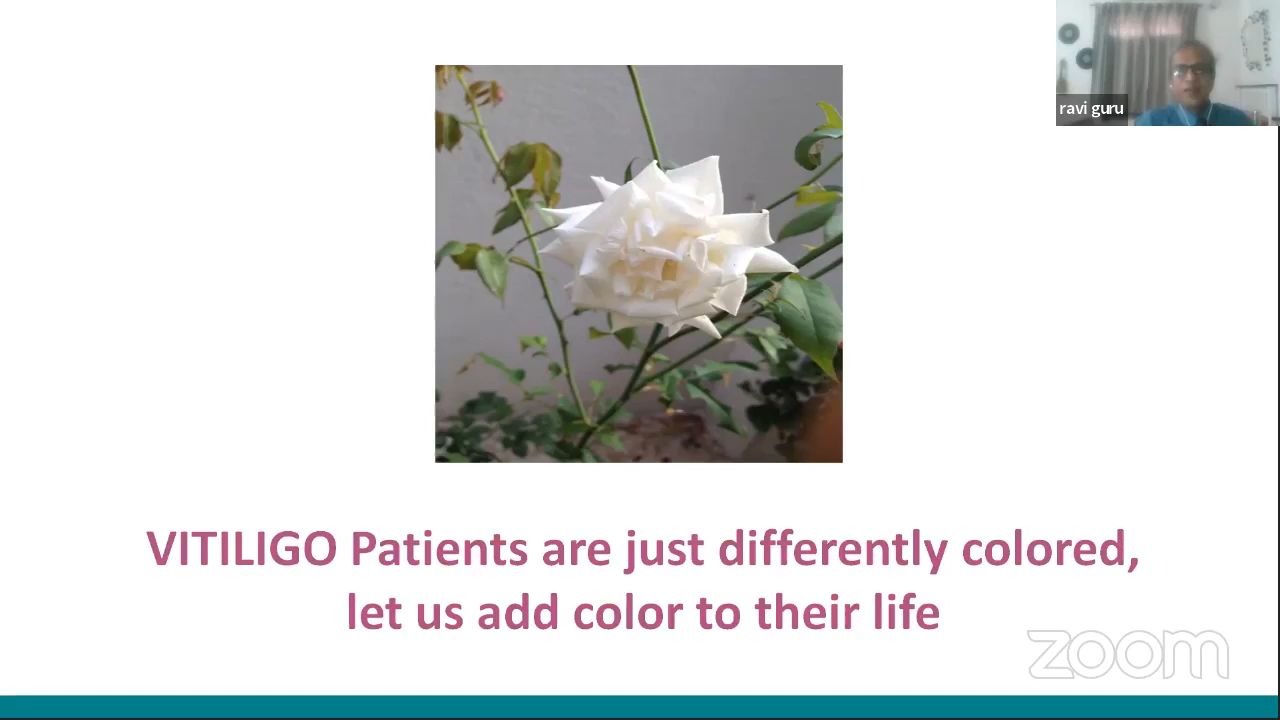 ravi guru
VITILIGO Patients are just differently colored,
let us add color to their life
zoom